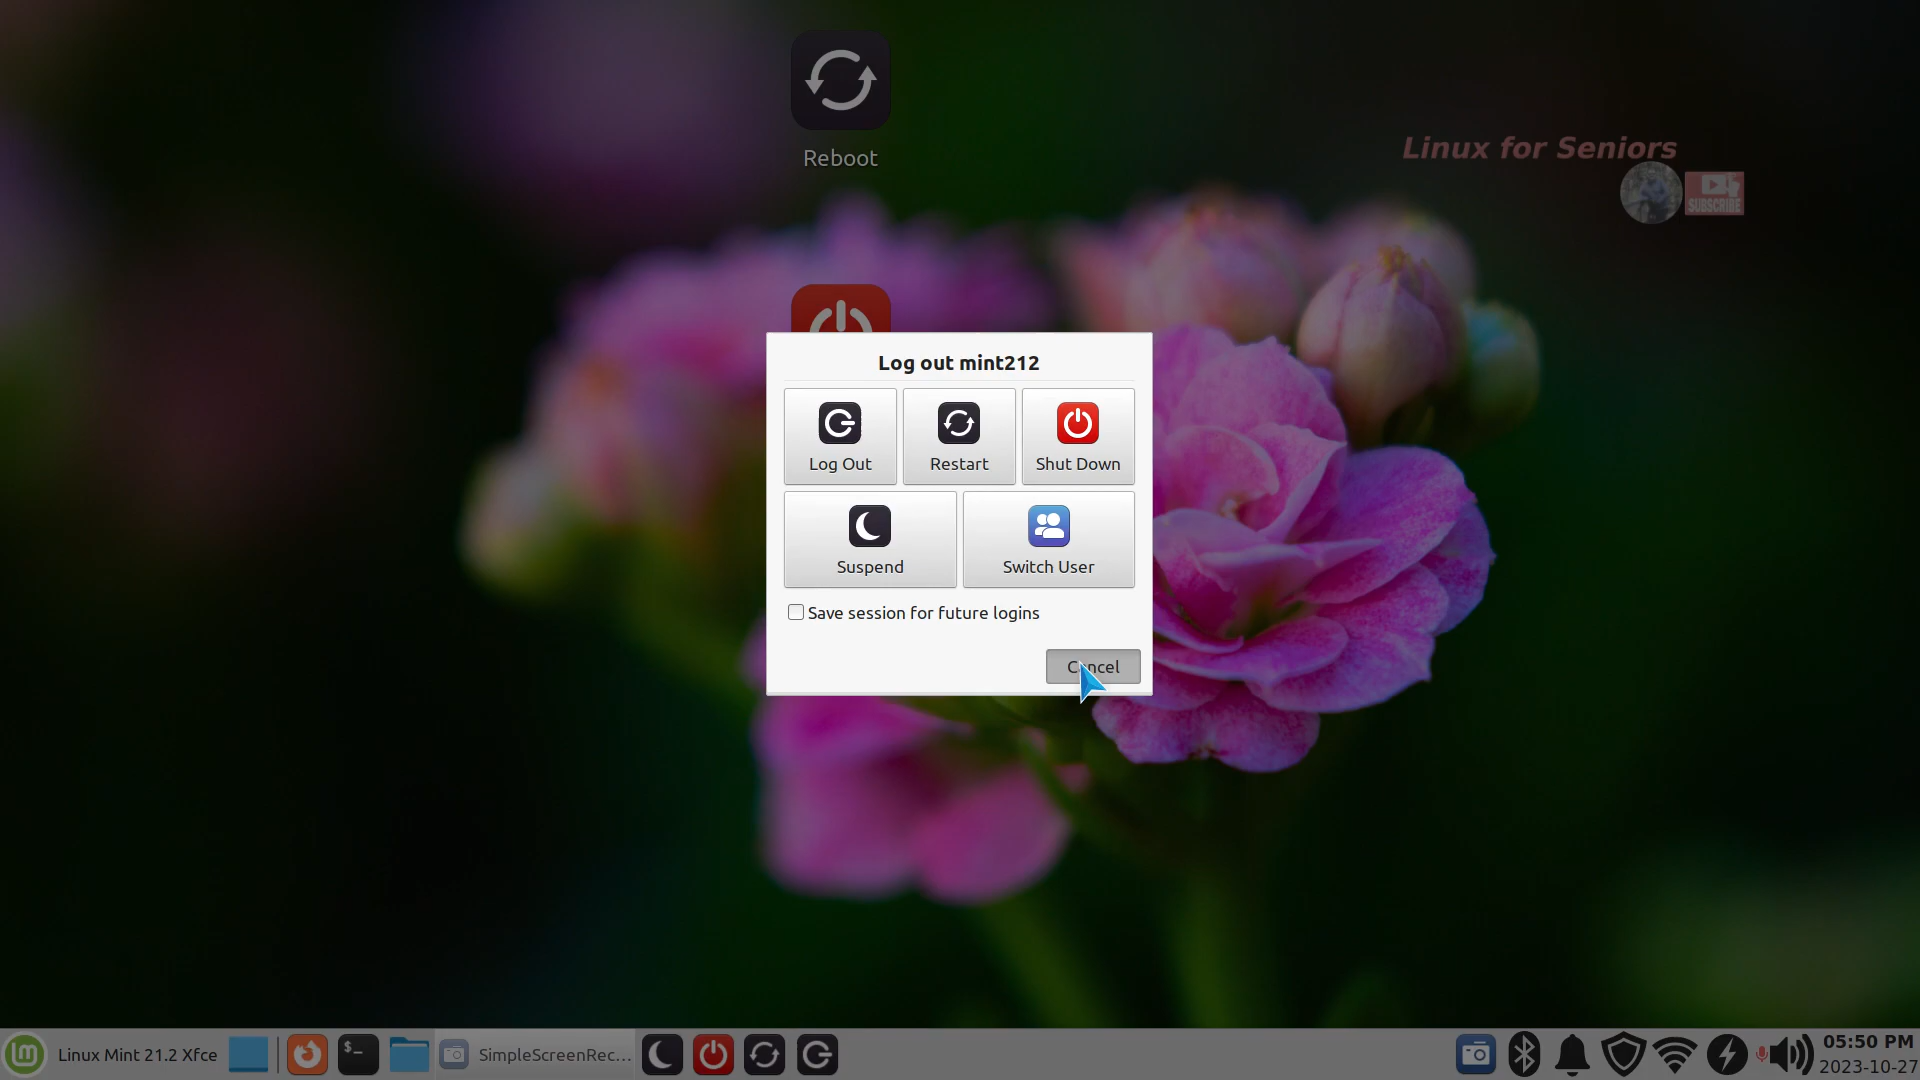 Reboot
Linux for Seniors
SUBSCRIBE
Log out mint212
Log Out
Restart
Shut Down
Suspend
Switch User
Save session for future logins
Cancel
Linux Mint 21.2 Xfce
$_
SimpleScreenRec...
05:50 PM
2023-10-27